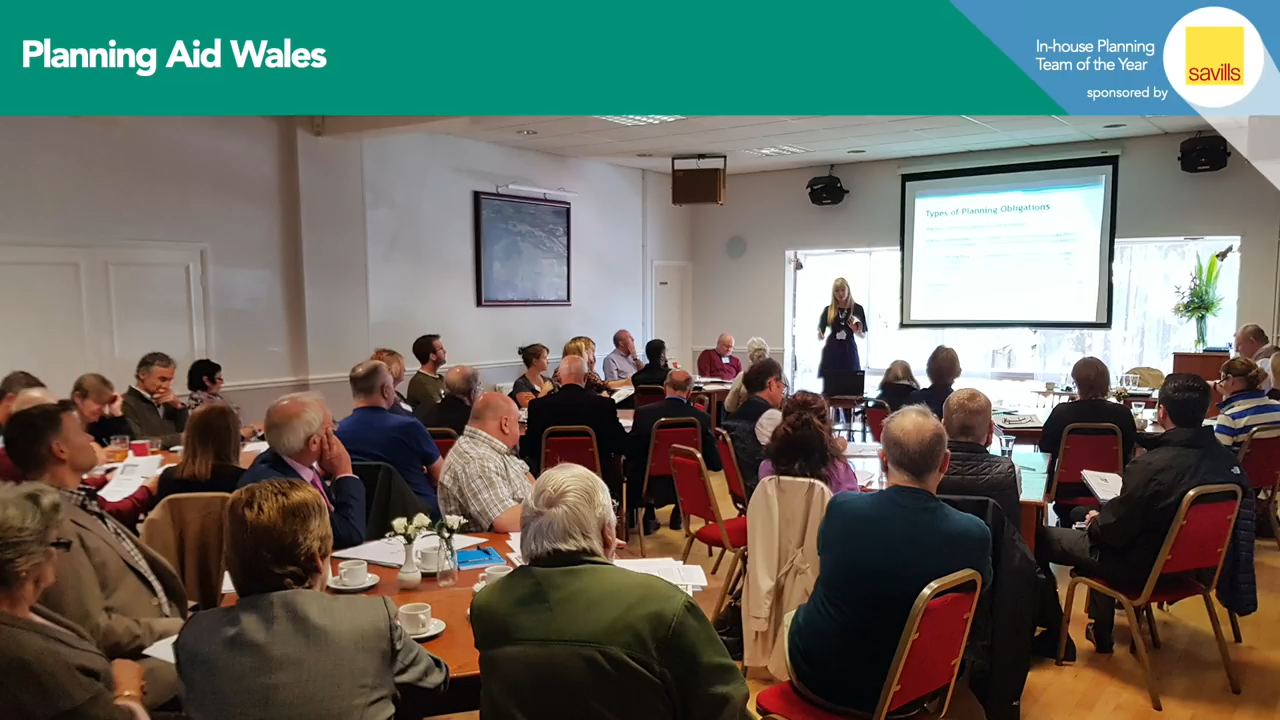 Planning Aid Wales
In-house Planning
Team of the Year
sponsored by
savills
Types of Planning Obligations